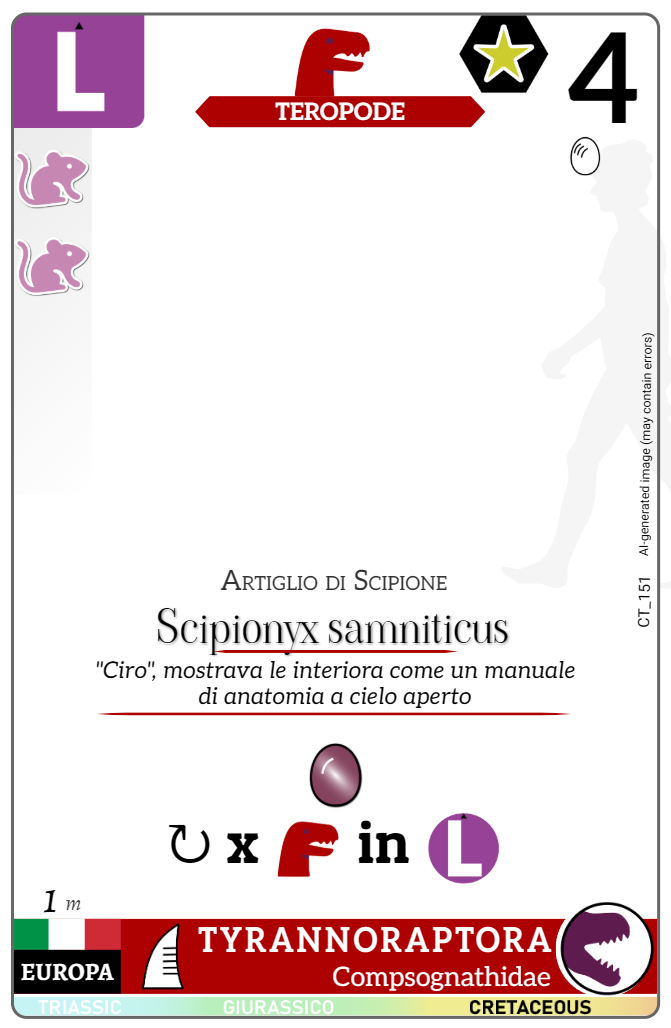 L
TEROPODE
4
AI-generated image (may contain errors)
CT_151
Artiglio di Scipione
Scipionyx samniticus
"Ciro", mostrava le interiora come un manuale
di anatomia a cielo aperto
↻ x in L
1 m
TYRANNORAPTORA
EUROPA
Compsognathidae
TRIASSIC GIURASSICO CRETACEOUS